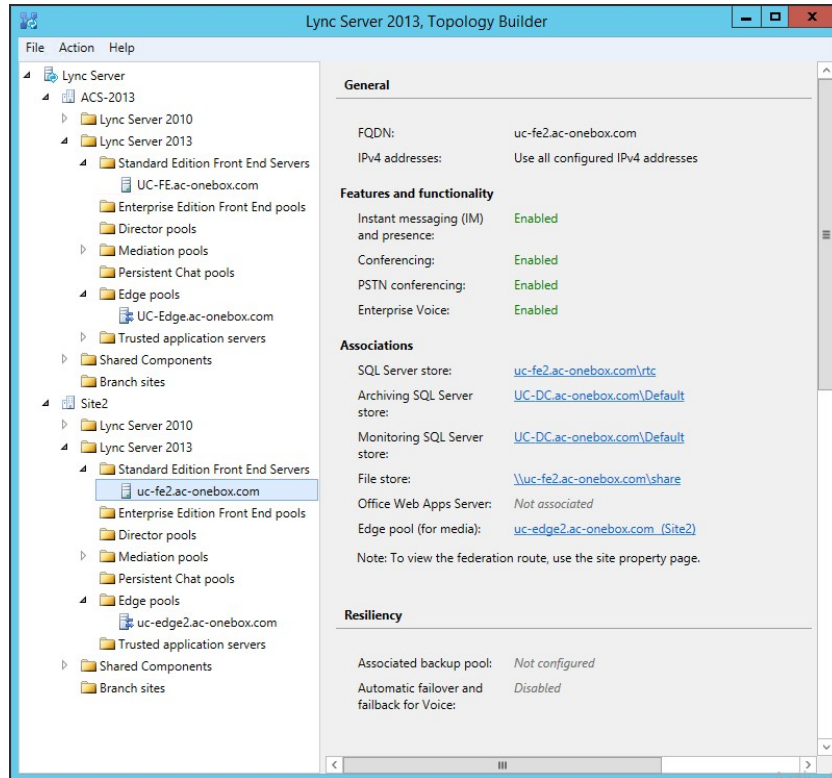 Lync Server 2013, Topology Builder
File Action Help
Lync Server
ACS-2013
Lync Server 2010
Lync Server 2013
Standard Edition Front End Servers
UC-FE.ac-onebox.com
Enterprise Edition Front End pools
Director pools
Mediation pools
Persistent Chat pools
Edge pools
UC-Edge.ac-onebox.com
Trusted application servers
Shared Components
Branch sites
Site2
Lync Server 2010
Lync Server 2013
Standard Edition Front End Servers
uc-fe2.ac-onebox.com
Enterprise Edition Front End pools
Director pools
Mediation pools
Persistent Chat pools
Edge pools
uc-edge2.ac-onebox.com
Trusted application servers
Shared Components
Branch sites
General
FQDN: uc-fe2.ac-onebox.com
IPv4 addresses: Use all configured IPv4 addresses
Features and functionality
Instant messaging (IM) Enabled
and presence:
Conferencing: Enabled
PSTN conferencing: Enabled
Enterprise Voice: Enabled
Associations
SQL Server store: uc-fe2.ac-onebox.com\rtc
Archiving SQL Server UC-DC.ac-onebox.com\Default
store:
Monitoring SQL Server UC-DC.ac-onebox.com\Default
store:
File store: \\uc-fe2.ac-onebox.com\share
Office Web Apps Server: Not associated
Edge pool (for media): uc-edge2.ac-onebox.com (Site2)
Note: To view the federation route, use the site property page.
Resiliency
Associated backup pool: Not configured
Automatic failover and Disabled
failback for Voice: